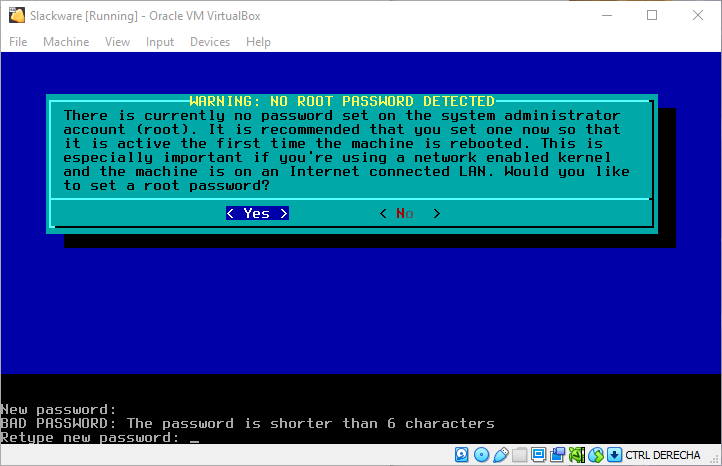 Slackware [Running] - Oracle VM VirtualBox
File Machine View Input Devices Help
WARNING: NO ROOT PASSWORD DETECTED
There is currently no password set on the system administrator
account (root). It is recommended that you set one now so that
it is active the first time the machine is rebooted. This is
especially important if you're using a network enabled kernel
and the machine is on an Internet connected LAN. Would you like
to set a root password?
< Yes > < No >
New password:
BAD PASSWORD: The password is shorter than 6 characters
Retype new password: _
CTRL DERECHA